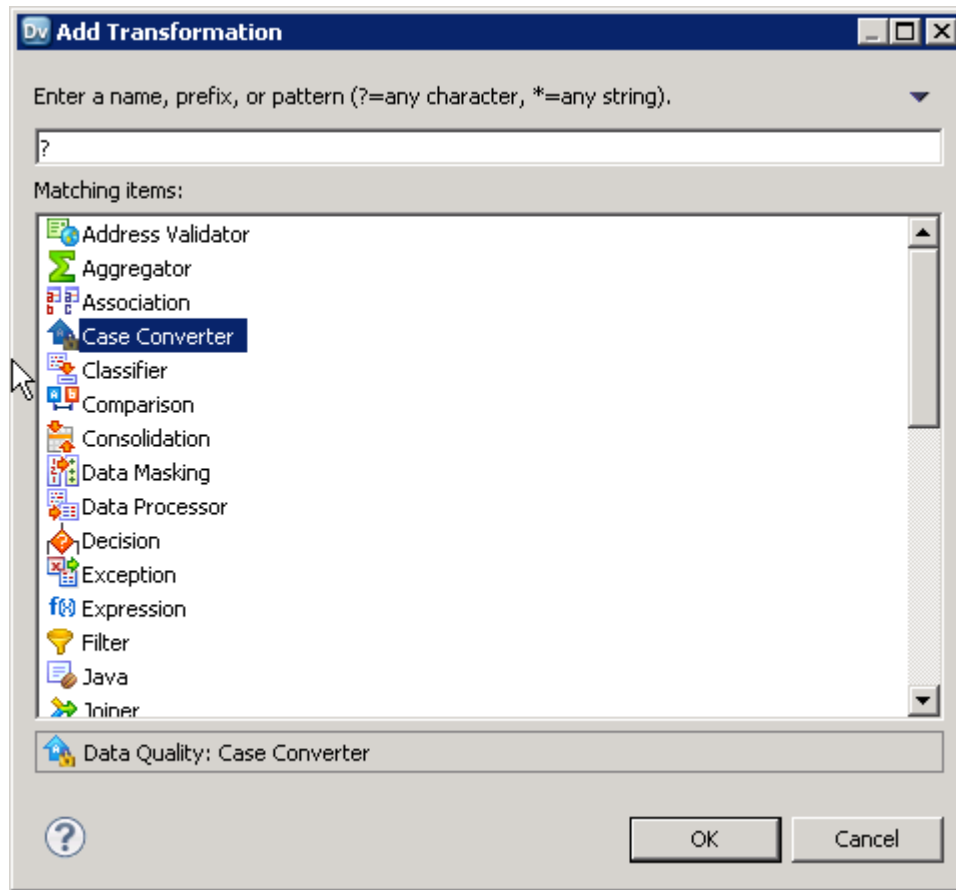 Dv Add Transformation
Enter a name, prefix, or pattern (?=any character, *=any string).
?
Matching items:
Address Validator
Aggregator
Association
Case Converter
Classifier
Comparison
Consolidation
Data Masking
Data Processor
Decision
Exception
f(x) Expression
Filter
Java
Joiner
Data Quality: Case Converter
? OK Cancel